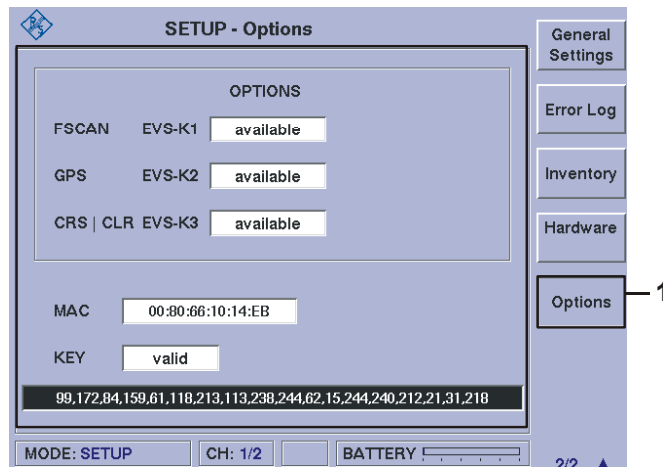 R&S
SETUP - Options
General
Settings
OPTIONS
Error Log
FSCAN EVS-K1 available
GPS EVS-K2 available
Inventory
CRS | CLR EVS-K3 available
Hardware
Options
1
MAC 00:80:66:10:14:EB
KEY valid
99,172,84,159,61,118,213,113,238,244,62,15,244,240,212,21,31,218
MODE: SETUP CH: 1/2 BATTERY
2/2